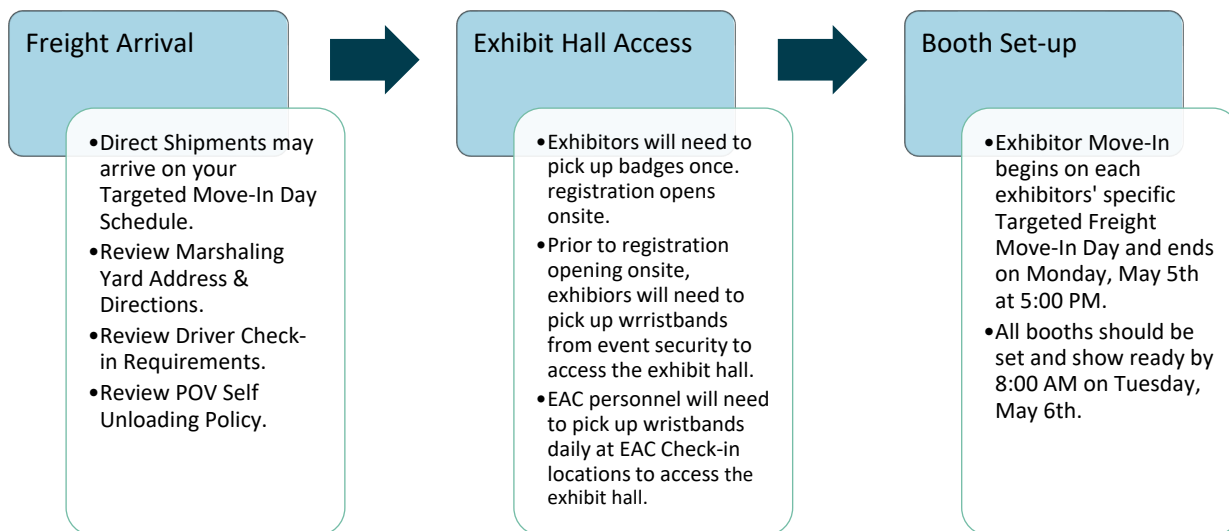 Freight Arrival
•Direct Shipments may
arrive on your
Targeted Move-In Day
Schedule.
•Review Marshaling
Yard Address &
Directions.
•Review Driver Check-
in Requirements.
•Review POV Self
Unloading Policy.
Exhibit Hall Access
•Exhibitors will need to
pick up badges once.
registration opens
onsite.
•Prior to registration
opening onsite,
exhibiors will need to
pick up wrristbands
from event security to
access the exhibit hall.
•EAC personnel will need
to pick up wristbands
daily at EAC Check-in
locations to access the
exhibit hall.
Booth Set-up
•Exhibitor Move-In
begins on each
exhibitors' specific
Targeted Freight
Move-In Day and ends
on Monday, May 5th
at 5:00 PM.
•All booths should be
set and show ready by
8:00 AM on Tuesday,
May 6th.